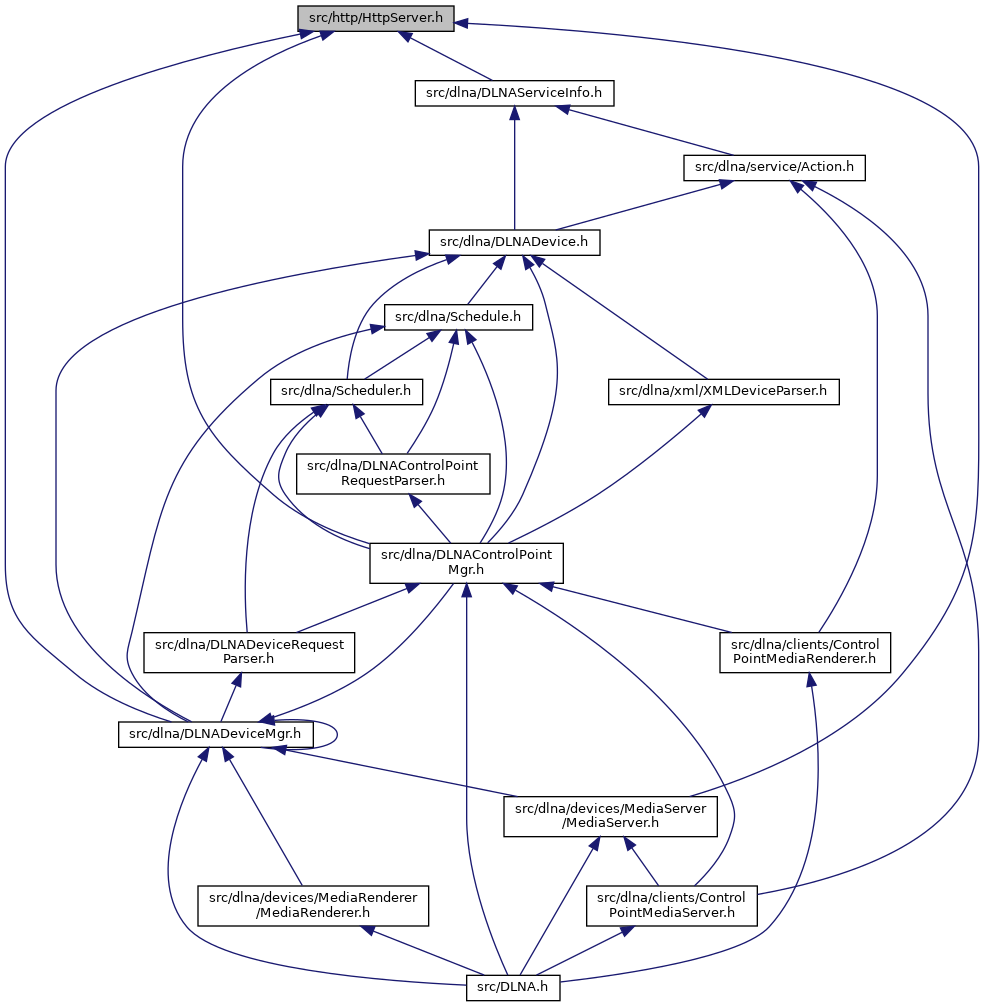 src/http/HttpServer.h
src/dlna/DLNAServiceInfo.h
src/dlna/service/Action.h
src/dlna/DLNADevice.h
src/dlna/Schedule.h
src/dlna/Scheduler.h
src/dlna/xml/XMLDeviceParser.h
src/dlna/DLNAControlPoint
RequestParser.h
src/dlna/DLNAControlPoint
Mgr.h
src/dlna/DLNADeviceRequest
Parser.h
src/dlna/clients/Control
PointMediaRenderer.h
src/dlna/DLNADeviceMgr.h
src/dlna/devices/MediaServer
/MediaServer.h
src/dlna/devices/MediaRenderer
/MediaRenderer.h
src/dlna/clients/Control
PointMediaServer.h
src/DLNA.h